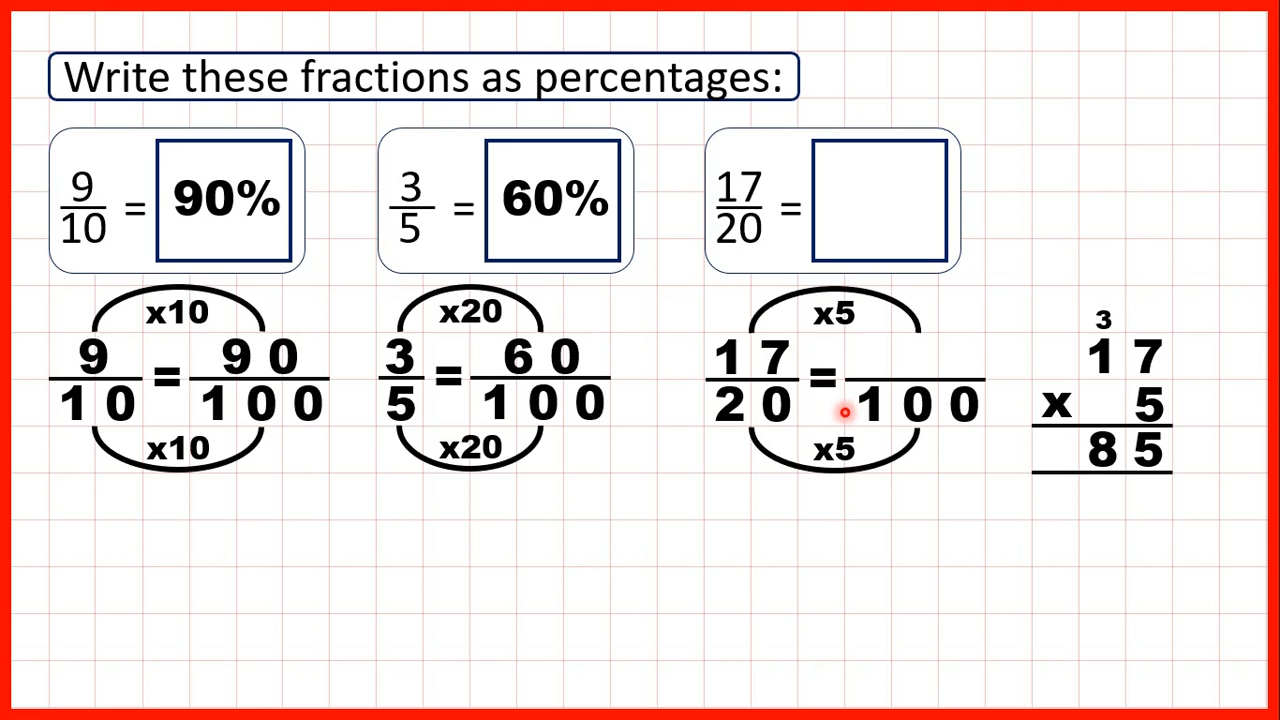 Write these fractions as percentages:
9/10 = 90%
3/5 = 60%
17/20 =
x10
9/10 = 90/100
x10
x20
3/5 = 60/100
x20
x5
17/20 = /100
x5
3
17
x 5
85